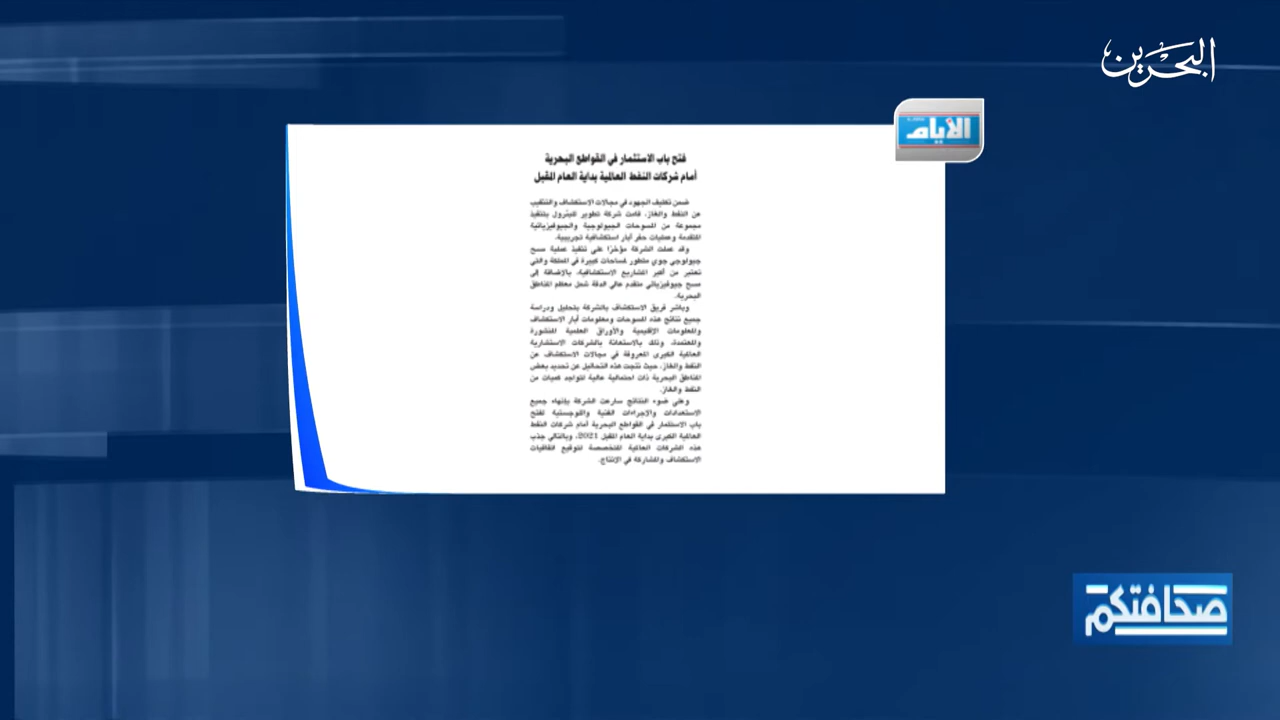 البحرين
الأيام
فتح باب الاستثمار في القواطع البحرية
أمام شركات النفط العالمية بداية العام المقبل
ضمن تكثيف الجهود في مجالات الاستكشاف والتنقيب
عن النفط والغاز، قامت شركة تطوير للبترول بتنفيذ
مجموعة من المسوحات الجيولوجية والجيوفيزيائية
المتقدمة وعمليات حفر آبار استكشافية تجريبية.
وقد عملت الشركة مؤخرًا على تنفيذ عملية مسح
جيولوجي جوي متطور لمساحات كبيرة في المملكة والتي
تعتبر من أكبر المشاريع الاستكشافية، بالإضافة إلى
مسح جيوفيزيائي متقدم عالي الدقة شمل معظم المناطق
البحرية.
وباشر فريق الاستكشاف بالشركة بتحليل ودراسة
جميع نتائج هذه المسوحات ومعلومات آبار الاستكشاف
والمعلومات الإقليمية والأوراق العلمية المنشورة
والمعتمدة، وذلك بالاستعانة بالشركات الاستشارية
العالمية الكبرى المعروفة في مجالات الاستكشاف عن
النفط والغاز، حيث نتجت هذه التحاليل عن تحديد بعض
المناطق البحرية ذات احتمالية عالية لتواجد كميات من
النفط والغاز.
وعلى ضوء النتائج سارعت الشركة بإنهاء جميع
الاستعدادات والإجراءات الفنية واللوجستية لفتح
باب الاستثمار في القواطع البحرية أمام شركات النفط
العالمية الكبرى بداية العام المقبل 2021، وبالتالي جذب
هذه الشركات العالمية المتخصصة لتوقيع اتفاقيات
الاستكشاف والمشاركة في الإنتاج.
صحافتكم